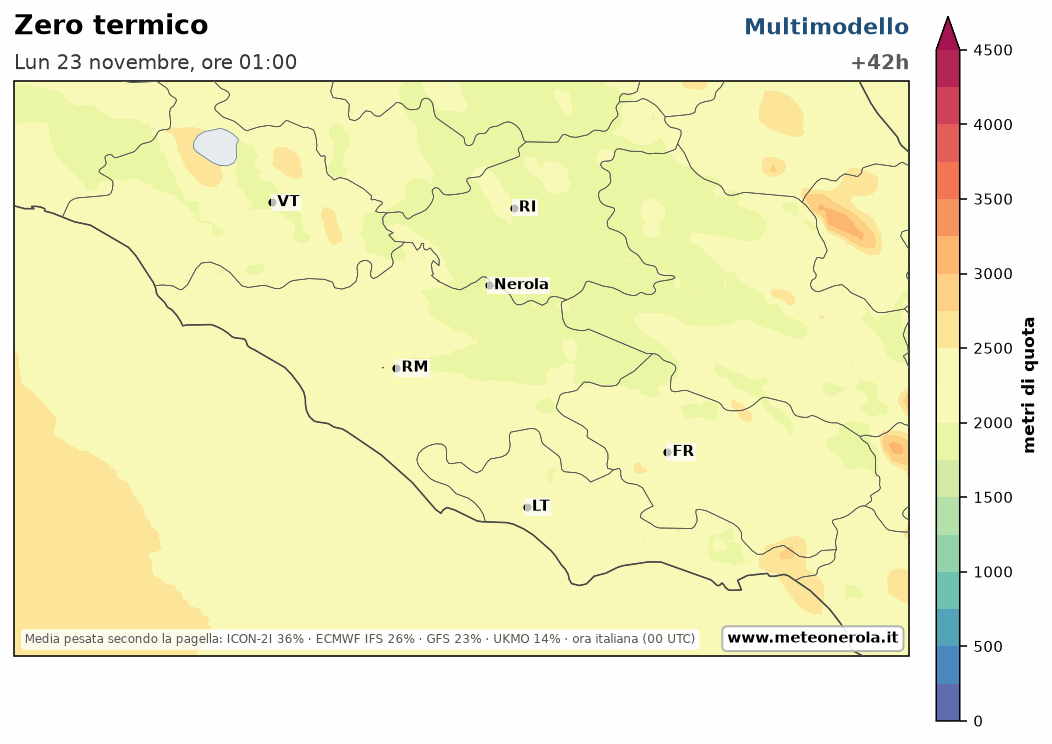 Zero termico
Multimodello
Lun 23 novembre, ore 01:00
+42h
VT
RI
Nerola
RM
FR
LT
Media pesata secondo la pagella: ICON-2I 36% · ECMWF IFS 26% · GFS 23% · UKMO 14% · ora italiana (00 UTC)
www.meteonerola.it
4500
4000
3500
3000
2500
2000
1500
1000
500
0
metri di quota